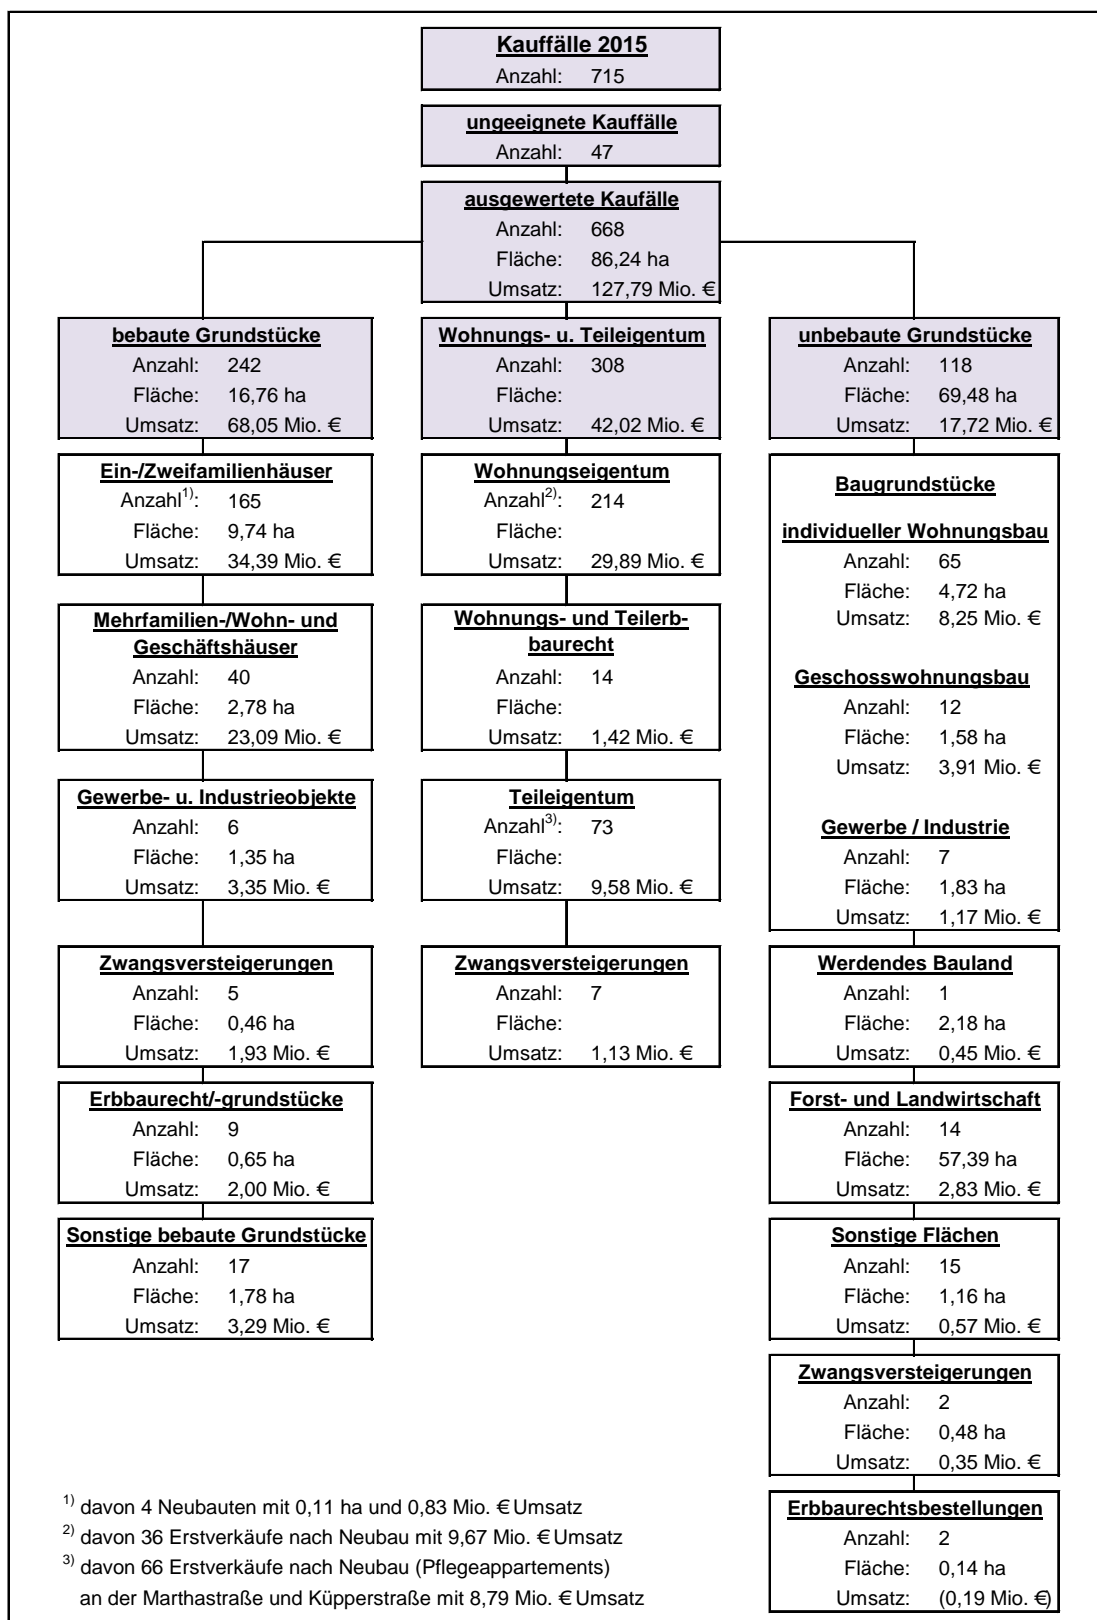 Kauffälle 2015
Anzahl: 715
ungeeignete Kauffälle
Anzahl: 47
ausgewertete Kaufälle
Anzahl: 668
Fläche: 86,24 ha
Umsatz: 127,79 Mio. €
bebaute Grundstücke
Anzahl: 242
Fläche: 16,76 ha
Umsatz: 68,05 Mio. €
Ein-/Zweifamilienhäuser
Anzahl1): 165
Fläche: 9,74 ha
Umsatz: 34,39 Mio. €
Mehrfamilien-/Wohn- und
Geschäftshäuser
Anzahl: 40
Fläche: 2,78 ha
Umsatz: 23,09 Mio. €
Gewerbe- u. Industrieobjekte
Anzahl: 6
Fläche: 1,35 ha
Umsatz: 3,35 Mio. €
Zwangsversteigerungen
Anzahl: 5
Fläche: 0,46 ha
Umsatz: 1,93 Mio. €
Erbbaurecht/-grundstücke
Anzahl: 9
Fläche: 0,65 ha
Umsatz: 2,00 Mio. €
Sonstige bebaute Grundstücke
Anzahl: 17
Fläche: 1,78 ha
Umsatz: 3,29 Mio. €
Wohnungs- u. Teileigentum
Anzahl: 308
Fläche:
Umsatz: 42,02 Mio. €
Wohnungseigentum
Anzahl2): 214
Fläche:
Umsatz: 29,89 Mio. €
Wohnungs- und Teilerb-
baurecht
Anzahl: 14
Fläche:
Umsatz: 1,42 Mio. €
Teileigentum
Anzahl3): 73
Fläche:
Umsatz: 9,58 Mio. €
Zwangsversteigerungen
Anzahl: 7
Fläche:
Umsatz: 1,13 Mio. €
unbebaute Grundstücke
Anzahl: 118
Fläche: 69,48 ha
Umsatz: 17,72 Mio. €
Baugrundstücke
individueller Wohnungsbau
Anzahl: 65
Fläche: 4,72 ha
Umsatz: 8,25 Mio. €
Geschosswohnungsbau
Anzahl: 12
Fläche: 1,58 ha
Umsatz: 3,91 Mio. €
Gewerbe / Industrie
Anzahl: 7
Fläche: 1,83 ha
Umsatz: 1,17 Mio. €
Werdendes Bauland
Anzahl: 1
Fläche: 2,18 ha
Umsatz: 0,45 Mio. €
Forst- und Landwirtschaft
Anzahl: 14
Fläche: 57,39 ha
Umsatz: 2,83 Mio. €
Sonstige Flächen
Anzahl: 15
Fläche: 1,16 ha
Umsatz: 0,57 Mio. €
Zwangsversteigerungen
Anzahl: 2
Fläche: 0,48 ha
Umsatz: 0,35 Mio. €
Erbbaurechtsbestellungen
Anzahl: 2
Fläche: 0,14 ha
Umsatz: (0,19 Mio. €)
1) davon 4 Neubauten mit 0,11 ha und 0,83 Mio. € Umsatz
2) davon 36 Erstverkäufe nach Neubau mit 9,67 Mio. € Umsatz
3) davon 66 Erstverkäufe nach Neubau (Pflegeappartements)
an der Marthastraße und Küpperstraße mit 8,79 Mio. € Umsatz